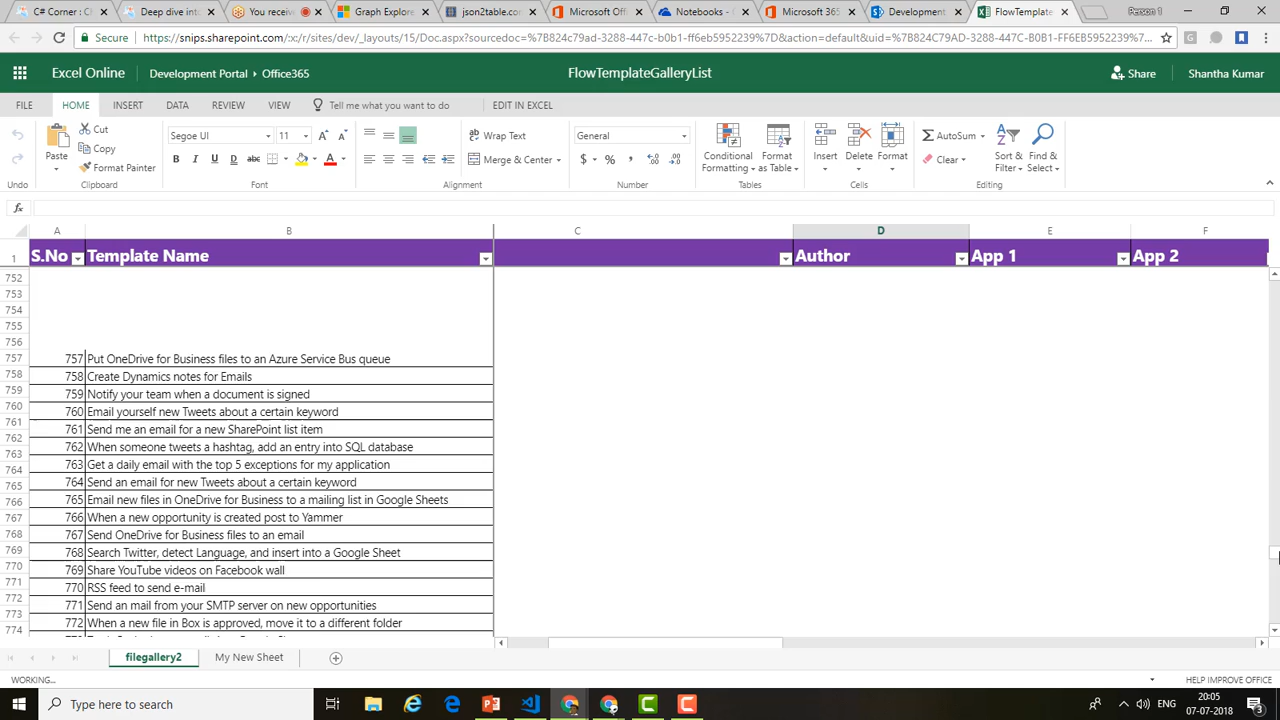 C# Corner : C
Deep dive into
You receiv
Graph Explore
json2table.com
Microsoft Offi
Notebooks - C
Microsoft 365
Development
FlowTemplate
Person 1
Secure
https://snips.sharepoint.com/:x:/r/sites/dev/_layouts/15/Doc.aspx?sourcedoc=%7B824c79ad-3288-447c-b0b1-ff6eb5952239%7D&action=default&uid=%7B824C79AD-3288-447C-B0B1-FF6EB5952239%7D...
Excel Online
Development Portal
Office365
FlowTemplateGalleryList
Share
Shantha Kumar
FILE
HOME
INSERT
DATA
REVIEW
VIEW
Tell me what you want to do
EDIT IN EXCEL
Paste
Cut
Copy
Format Painter
Segoe UI
11
B I U D abc
Wrap Text
Merge & Center
General
$ % ,
Conditional Formatting
Format as Table
Insert
Delete
Format
AutoSum
Clear
Sort & Filter
Find & Select
Undo
Clipboard
Font
Alignment
Number
Tables
Cells
Editing
fx
A B C D E F
1 S.No Template Name Author App 1 App 2
752
753
754
755
756
757 757 Put OneDrive for Business files to an Azure Service Bus queue
758 758 Create Dynamics notes for Emails
759 759 Notify your team when a document is signed
760 760 Email yourself new Tweets about a certain keyword
761 761 Send me an email for a new SharePoint list item
762 762 When someone tweets a hashtag, add an entry into SQL database
763 763 Get a daily email with the top 5 exceptions for my application
764 764 Send an email for new Tweets about a certain keyword
765 765 Email new files in OneDrive for Business to a mailing list in Google Sheets
766 766 When a new opportunity is created post to Yammer
767 767 Send OneDrive for Business files to an email
768 768 Search Twitter, detect Language, and insert into a Google Sheet
769 769 Share YouTube videos on Facebook wall
770 770 RSS feed to send e-mail
771 771 Send an mail from your SMTP server on new opportunities
772 772 When a new file in Box is approved, move it to a different folder
773
774
filegallery2
My New Sheet
WORKING...
HELP IMPROVE OFFICE
Type here to search
ENG
20:05
07-07-2018
3